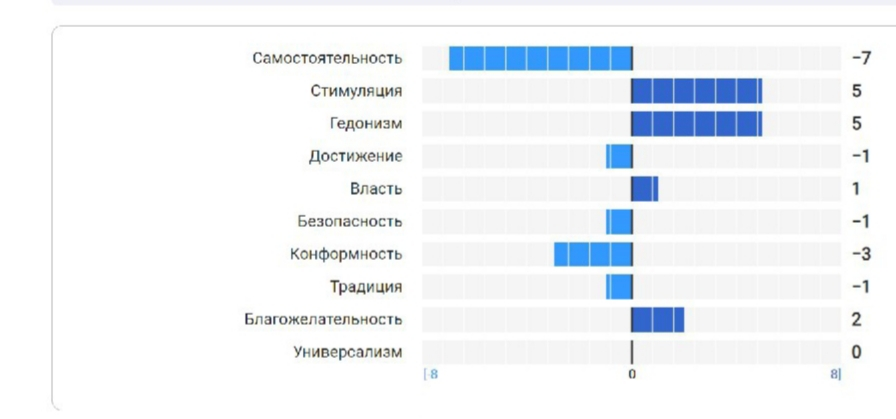 Самостоятельность −7
Стимуляция 5
Гедонизм 5
Достижение −1
Власть 1
Безопасность −1
Конформность −3
Традиция −1
Благожелательность 2
Универсализм 0
[-8 0 8]